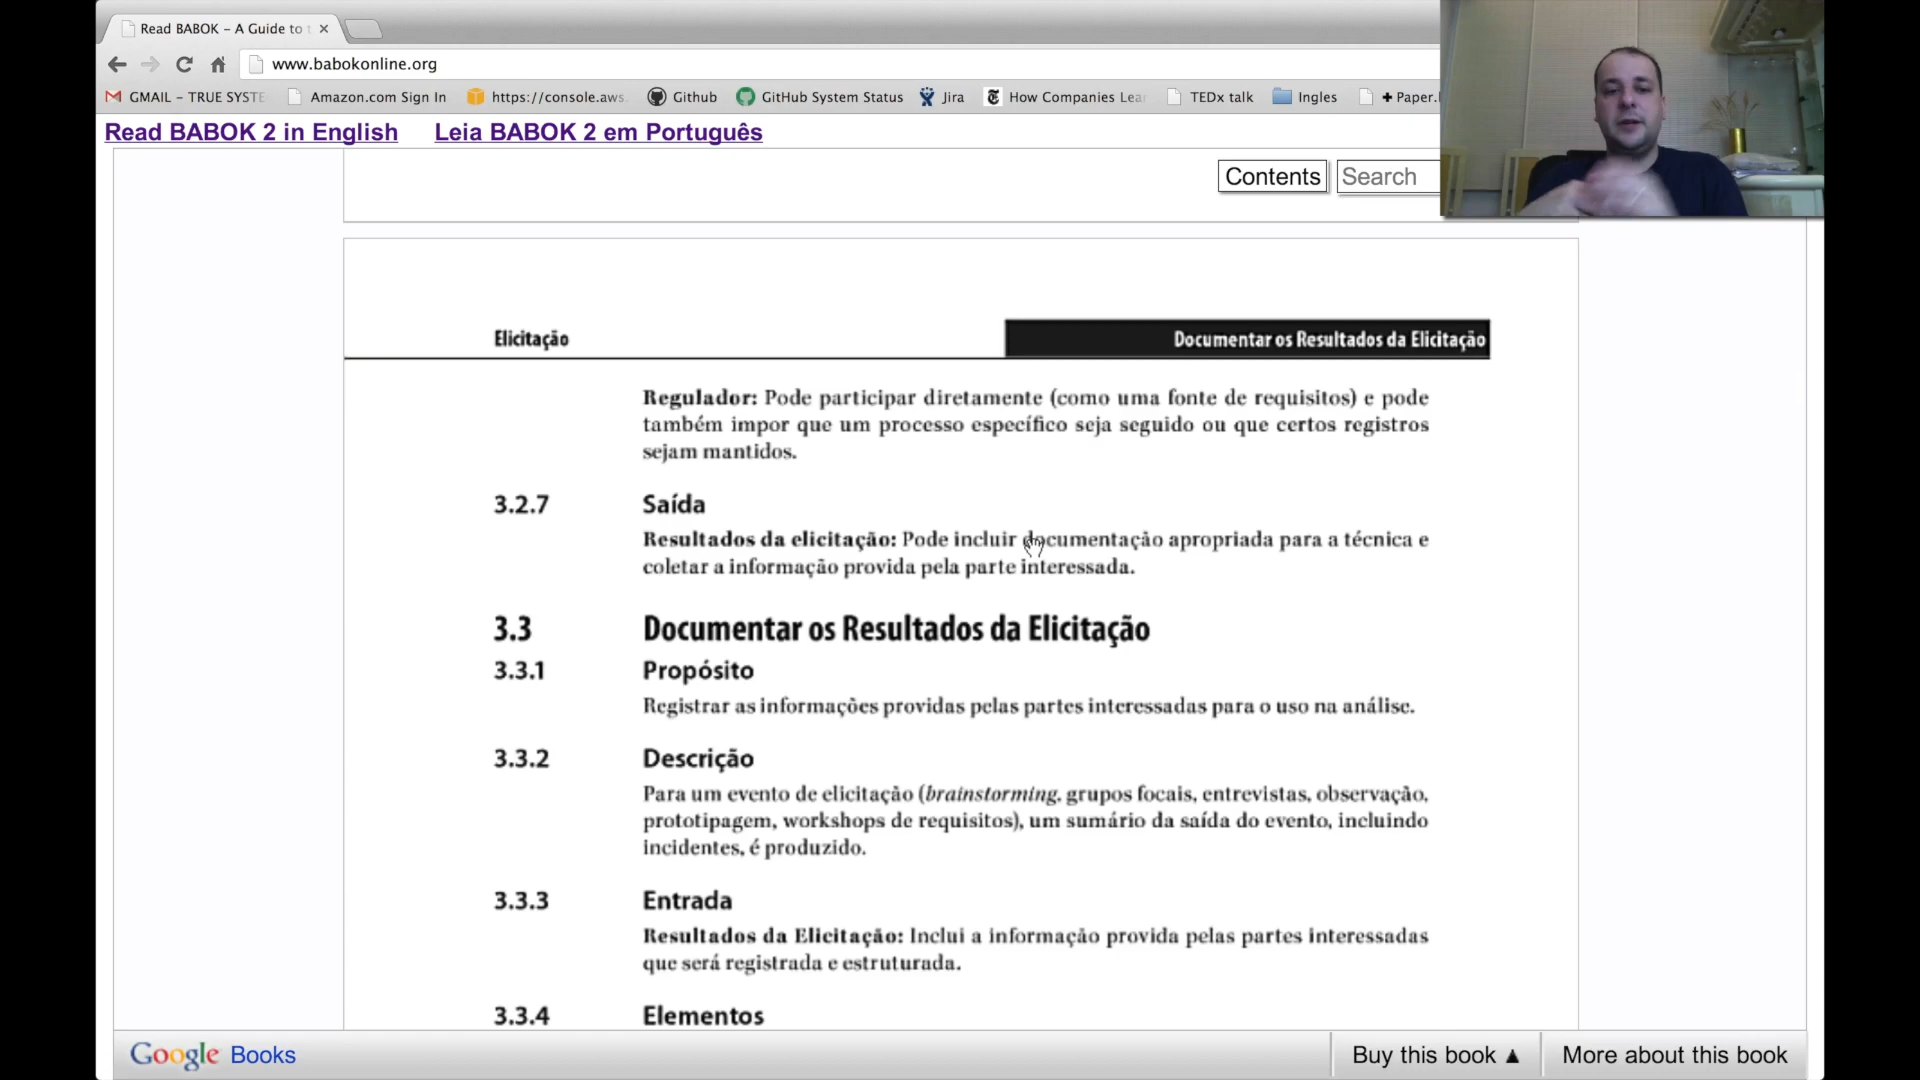 Read BABOK – A Guide to
www.babokonline.org
GMAIL – TRUE SYSTE
Amazon.com Sign In
https://console.aws.
Github
GitHub System Status
Jira
How Companies Lea
TEDx talk
Ingles
+ Paper.
Read BABOK 2 in English
Leia BABOK 2 em Português
Contents
Search
Elicitação
Documentar os Resultados da Elicitação
Regulador: Pode participar diretamente (como uma fonte de requisitos) e pode
também impor que um processo específico seja seguido ou que certos registros
sejam mantidos.
3.2.7 Saída
Resultados da elicitação: Pode incluir documentação apropriada para a técnica e
coletar a informação provida pela parte interessada.
3.3 Documentar os Resultados da Elicitação
3.3.1 Propósito
Registrar as informações providas pelas partes interessadas para o uso na análise.
3.3.2 Descrição
Para um evento de elicitação (brainstorming, grupos focais, entrevistas, observação,
prototipagem, workshops de requisitos), um sumário da saída do evento, incluindo
incidentes, é produzido.
3.3.3 Entrada
Resultados da Elicitação: Inclui a informação provida pelas partes interessadas
que será registrada e estruturada.
3.3.4 Elementos
Google Books
Buy this book ▲
More about this book